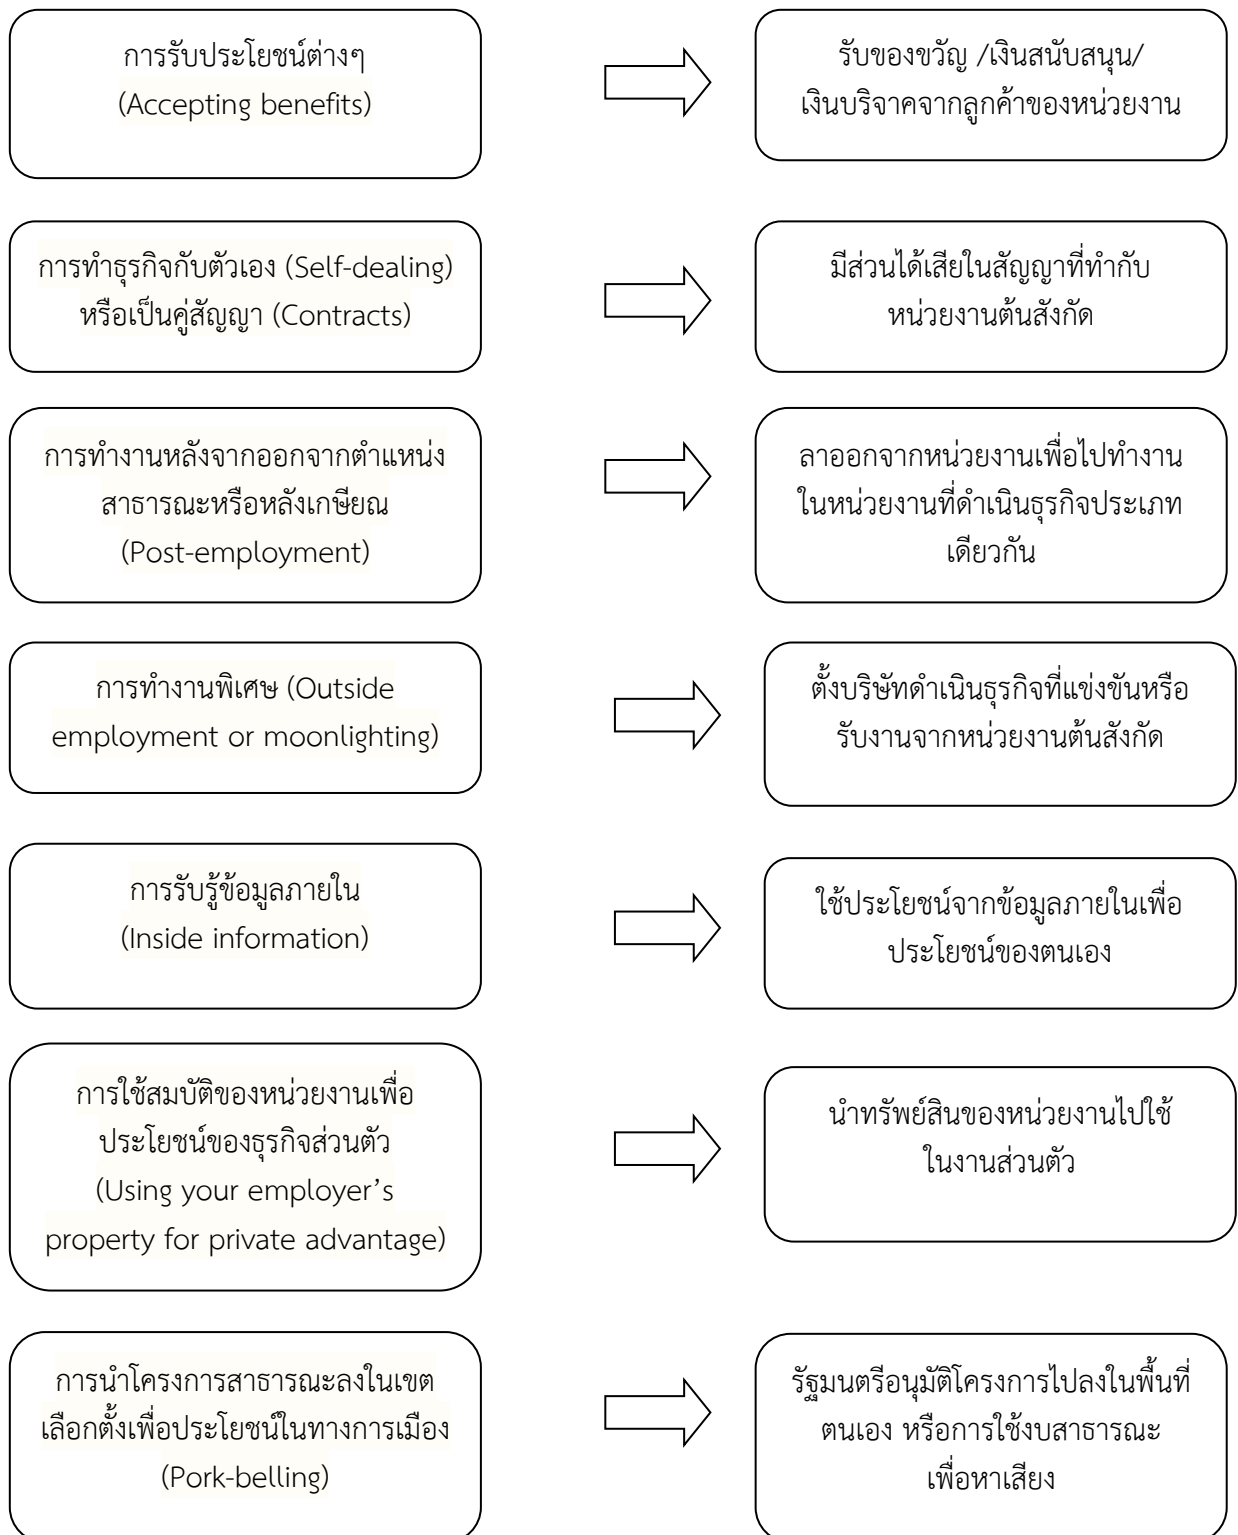 การรับประโยชน์ต่างๆ
(Accepting benefits)
รับของขวัญ /เงินสนับสนุน/
เงินบริจาคจากลูกค้าของหน่วยงาน
การทำธุรกิจกับตัวเอง (Self-dealing)
หรือเป็นคู่สัญญา (Contracts)
มีส่วนได้เสียในสัญญาที่ทำกับ
หน่วยงานต้นสังกัด
การทำงานหลังจากออกจากตำแหน่ง
สาธารณะหรือหลังเกษียณ
(Post-employment)
ลาออกจากหน่วยงานเพื่อไปทำงาน
ในหน่วยงานที่ดำเนินธุรกิจประเภท
เดียวกัน
การทำงานพิเศษ (Outside
employment or moonlighting)
ตั้งบริษัทดำเนินธุรกิจที่แข่งขันหรือ
รับงานจากหน่วยงานต้นสังกัด
การรับรู้ข้อมูลภายใน
(Inside information)
ใช้ประโยชน์จากข้อมูลภายในเพื่อ
ประโยชน์ของตนเอง
การใช้สมบัติของหน่วยงานเพื่อ
ประโยชน์ของธุรกิจส่วนตัว
(Using your employer’s
property for private advantage)
นำทรัพย์สินของหน่วยงานไปใช้
ในงานส่วนตัว
การนำโครงการสาธารณะลงในเขต
เลือกตั้งเพื่อประโยชน์ในทางการเมือง
(Pork-belling)
รัฐมนตรีอนุมัติโครงการไปลงในพื้นที่
ตนเอง หรือการใช้งบสาธารณะ
เพื่อหาเสียง